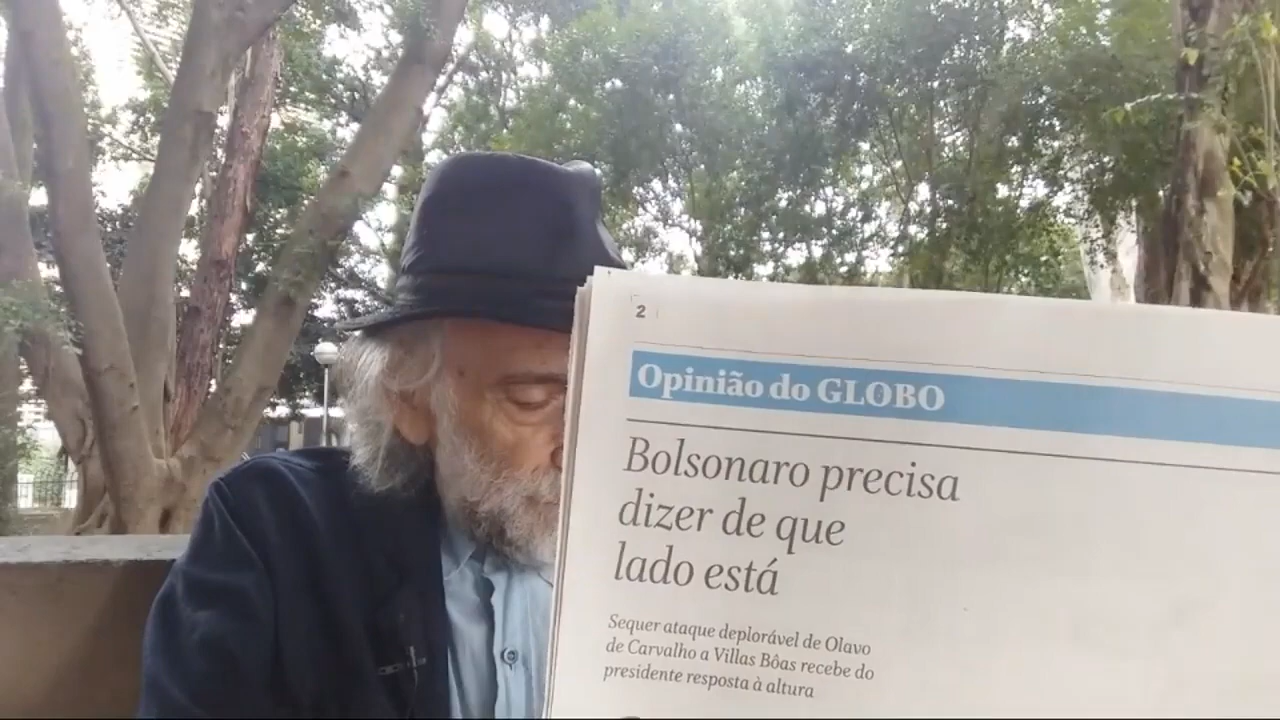 2
Opinião do GLOBO
Bolsonaro precisa
dizer de que
lado está
Sequer ataque deplorável de Olavo
de Carvalho a Villas Bôas recebe do
presidente resposta à altura